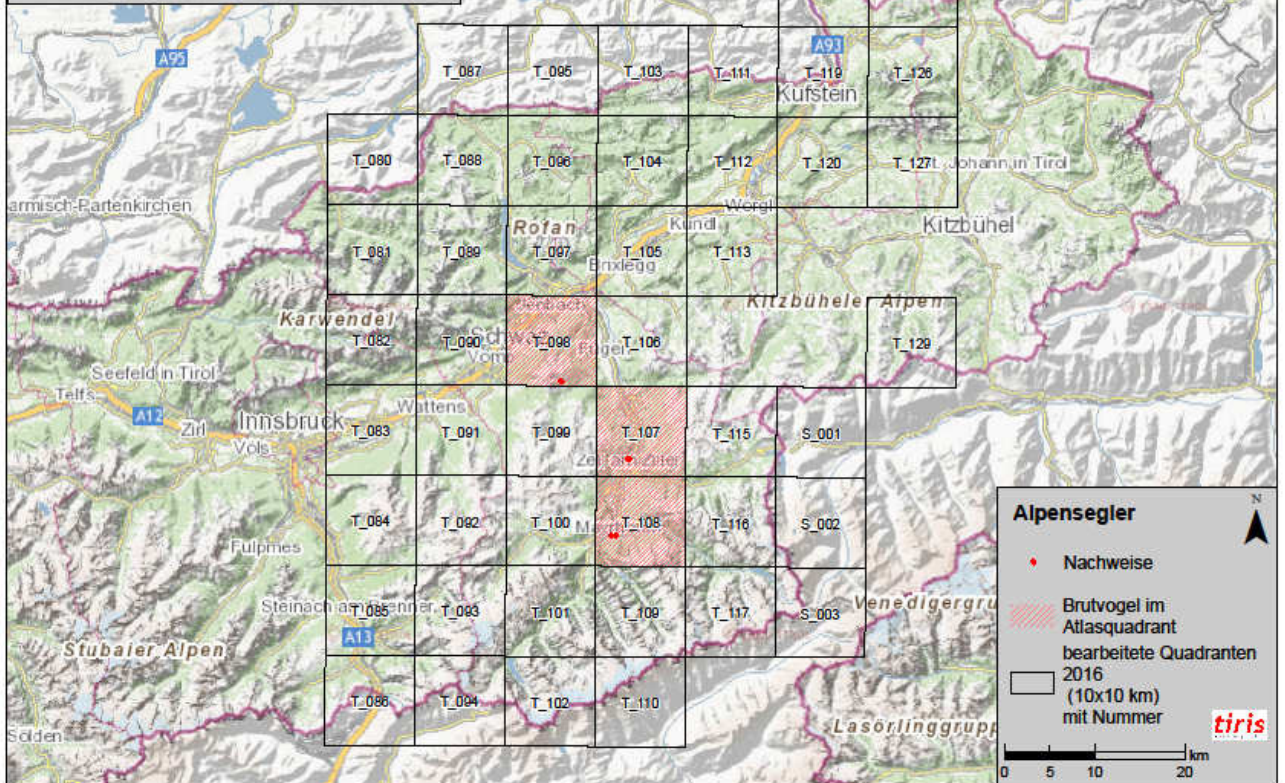 A95
A93
T_087
T_095
T_103
T_111
T_119
T_126
Kufstein
T_080
T_088
T_096
T_104
T_112
T_120
T_127
t. Johann in Tirol
armisch-Partenkirchen
Wörgl
Kundl
Kitzbühel
Rofan
T_081
T_089
T_097
T_105
T_113
Brixlegg
Jenbach
Kitzbüheler Alpen
Karwendel
Schwaz
T_082
T_090
T_098
Fügen
T_106
T_129
Vomp
Seefeld in Tirol
Telfs
A12
Zirl
Innsbruck
Völs
Wattens
T_083
T_091
T_099
T_107
T_115
S_001
Zell am Ziller
T_084
T_092
T_100
T_108
T_116
S_002
Fulpmes
Steinach am Brenner
T_085
T_093
T_101
T_109
T_117
S_003
Venedigergru
A13
Stubaier Alpen
T_086
T_094
T_102
T_110
Sölden
Lasörlinggrupp
N
Alpensegler
Nachweise
Brutvogel im
Atlasquadrant
bearbeitete Quadranten
2016
(10x10 km)
mit Nummer
tiris
km
0 5 10 20